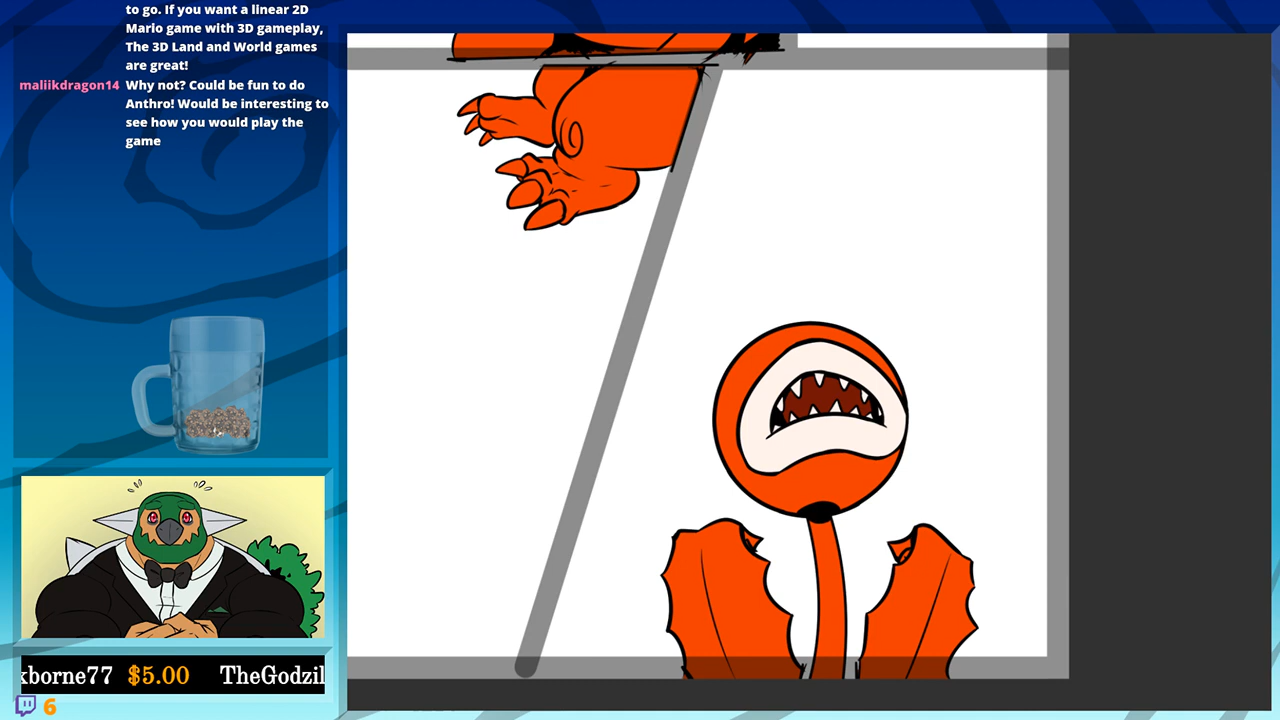 to go. If you want a linear 2D
Mario game with 3D gameplay,
The 3D Land and World games
are great!
maliikdragon14 Why not? Could be fun to do
Anthro! Would be interesting to
see how you would play the
game
xborne77 $5.00 TheGodzil
6